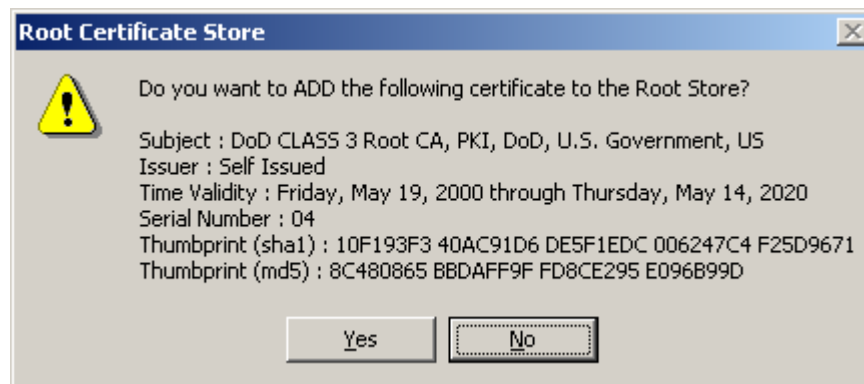 Root Certificate Store
Do you want to ADD the following certificate to the Root Store?
Subject : DoD CLASS 3 Root CA, PKI, DoD, U.S. Government, US
Issuer : Self Issued
Time Validity : Friday, May 19, 2000 through Thursday, May 14, 2020
Serial Number : 04
Thumbprint (sha1) : 10F193F3 40AC91D6 DE5F1EDC 006247C4 F25D9671
Thumbprint (md5) : 8C480865 BBDAFF9F FD8CE295 E096B99D
Yes
No